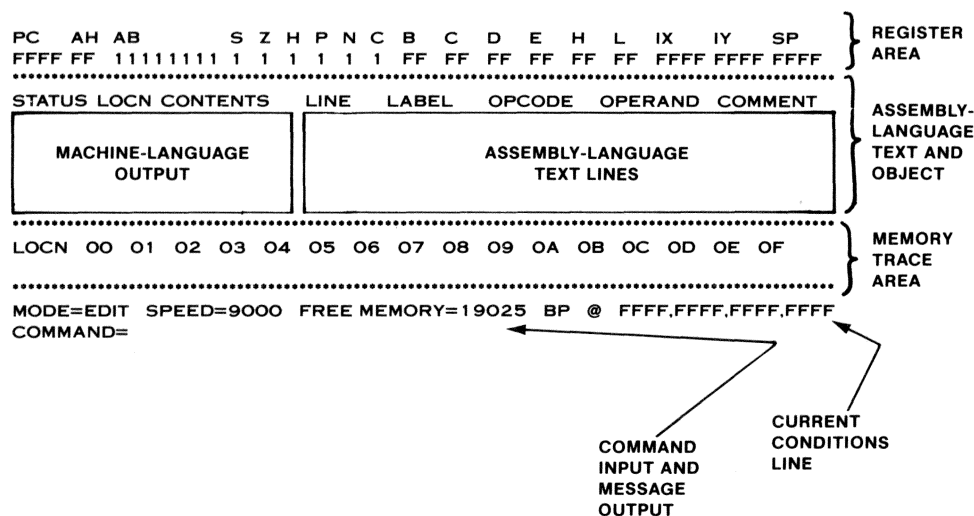 PC AH AB S Z H P N C B C D E H L IX IY SP
FFFF FF 11111111 1 1 1 1 1 1 FF FF FF FF FF FF FFFF FFFF FFFF
REGISTER
AREA
STATUS LOCN CONTENTS LINE LABEL OPCODE OPERAND COMMENT
MACHINE-LANGUAGE
OUTPUT
ASSEMBLY-LANGUAGE
TEXT LINES
ASSEMBLY-
LANGUAGE
TEXT AND
OBJECT
LOCN 00 01 02 03 04 05 06 07 08 09 0A 0B 0C 0D 0E 0F
MEMORY
TRACE
AREA
MODE=EDIT SPEED=9000 FREE MEMORY=19025 BP @ FFFF,FFFF,FFFF,FFFF
COMMAND=
COMMAND
INPUT AND
MESSAGE
OUTPUT
CURRENT
CONDITIONS
LINE